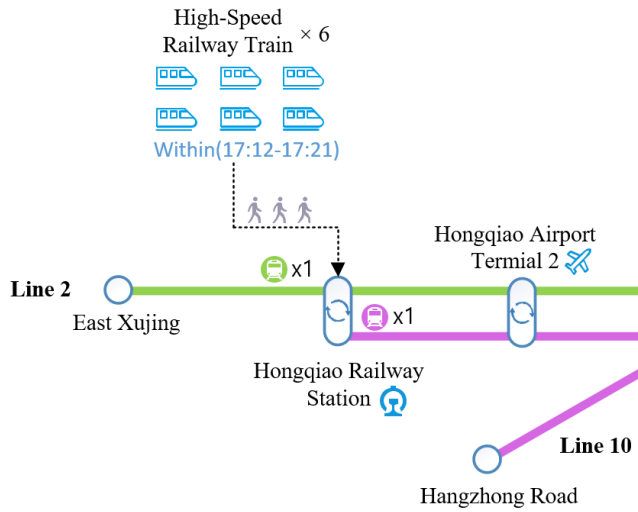 High-Speed
Railway Train × 6
Within(17:12-17:21)
Hongqiao Airport
Termial 2
x1
Line 2
East Xujing
x1
Hongqiao Railway
Station
Line 10
Hangzhong Road